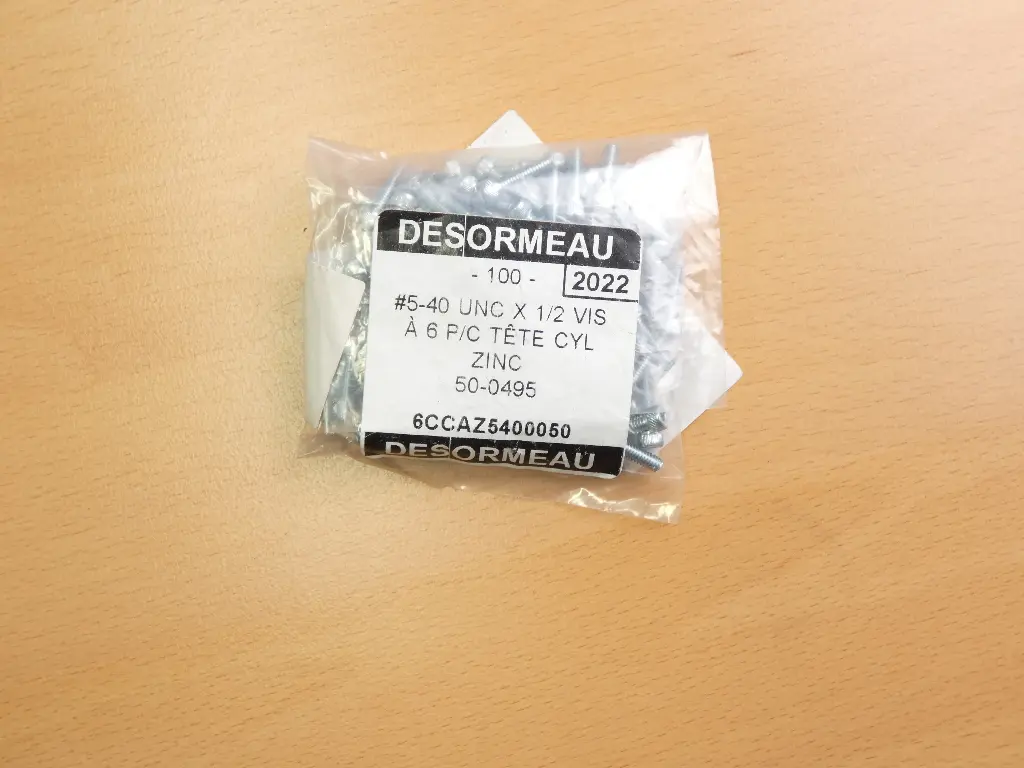 DESORMEAU
- 100 -
2022
#5-40 UNC X 1/2 VIS
À 6 P/C TÊTE CYL
ZINC
50-0495
6CCAZ5400050
DESORMEAU